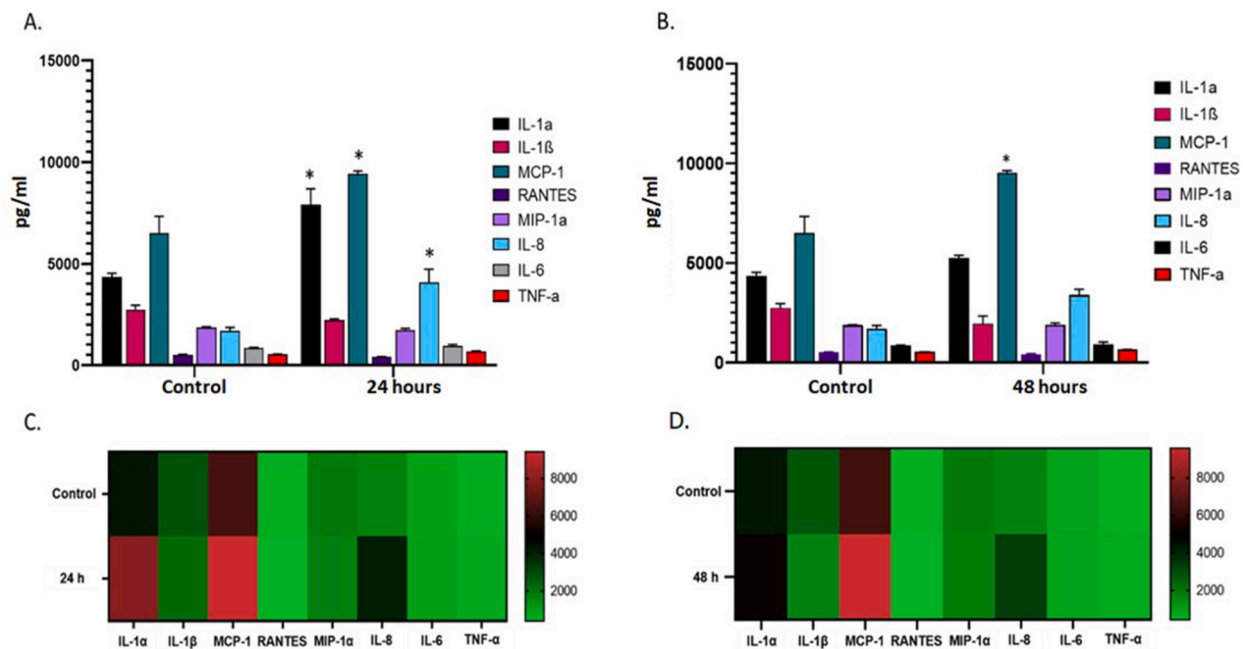 A.
15000
10000
5000
0
pg/ml
Control
24 hours
*
*
*
IL-1a
IL-1ß
MCP-1
RANTES
MIP-1a
IL-8
IL-6
TNF-a
B.
15000
10000
5000
0
pg/ml
Control
48 hours
*
IL-1a
IL-1ß
MCP-1
RANTES
MIP-1a
IL-8
IL-6
TNF-a
C.
Control
24 h
IL-1α
IL-1β
MCP-1
RANTES
MIP-1α
IL-8
IL-6
TNF-α
8000
6000
4000
2000
D.
Control
48 h
IL-1α
IL-1β
MCP-1
RANTES
MIP-1α
IL-8
IL-6
TNF-α
8000
6000
4000
2000